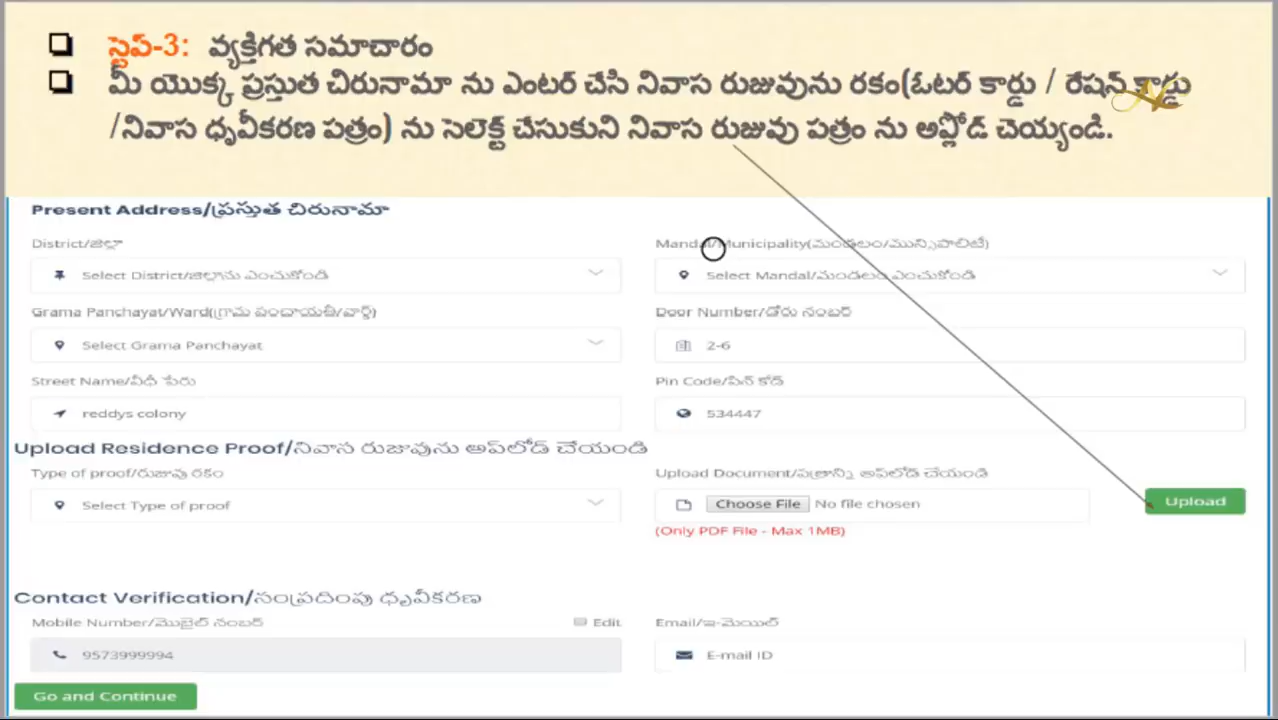 స్టెప్-3: వ్యక్తిగత సమాచారం
మీ యొక్క ప్రస్తుత చిరునామా ను ఎంటర్ చేసి నివాస రుజువును రకం(ఓటర్ కార్డు / రేషన్ కార్డు
/నివాస ధృవీకరణ పత్రం) ను సెలెక్ట్ చేసుకుని నివాస రుజువు పత్రం ను అప్లోడ్ చెయ్యండి.
Present Address/ప్రస్తుత చిరునామా
District/జిల్లా Mandal/Municipality(మండలం/మున్సిపాలిటీ)
Select District/జిల్లాను ఎంచుకోండి Select Mandal/మండలం ఎంచుకోండి
Grama Panchayat/Ward(గ్రామ పంచాయతీ/వార్డ్) Door Number/డోరు నంబర్
Select Grama Panchayat 2-6
Street Name/వీధి పేరు Pin Code/పిన్ కోడ్
reddys colony 534447
Upload Residence Proof/నివాస రుజువును అప్‌లోడ్ చేయండి
Type of proof/రుజువు రకం Upload Document/పత్రాన్ని అప్‌లోడ్ చేయండి
Select Type of proof Choose File No file chosen Upload
(Only PDF File - Max 1MB)
Contact Verification/సంప్రదింపు ధృవీకరణ
Mobile Number/మొబైల్ నంబర్ Edit Email/ఇ-మెయిల్
9573999994 E-mail ID
Go and Continue